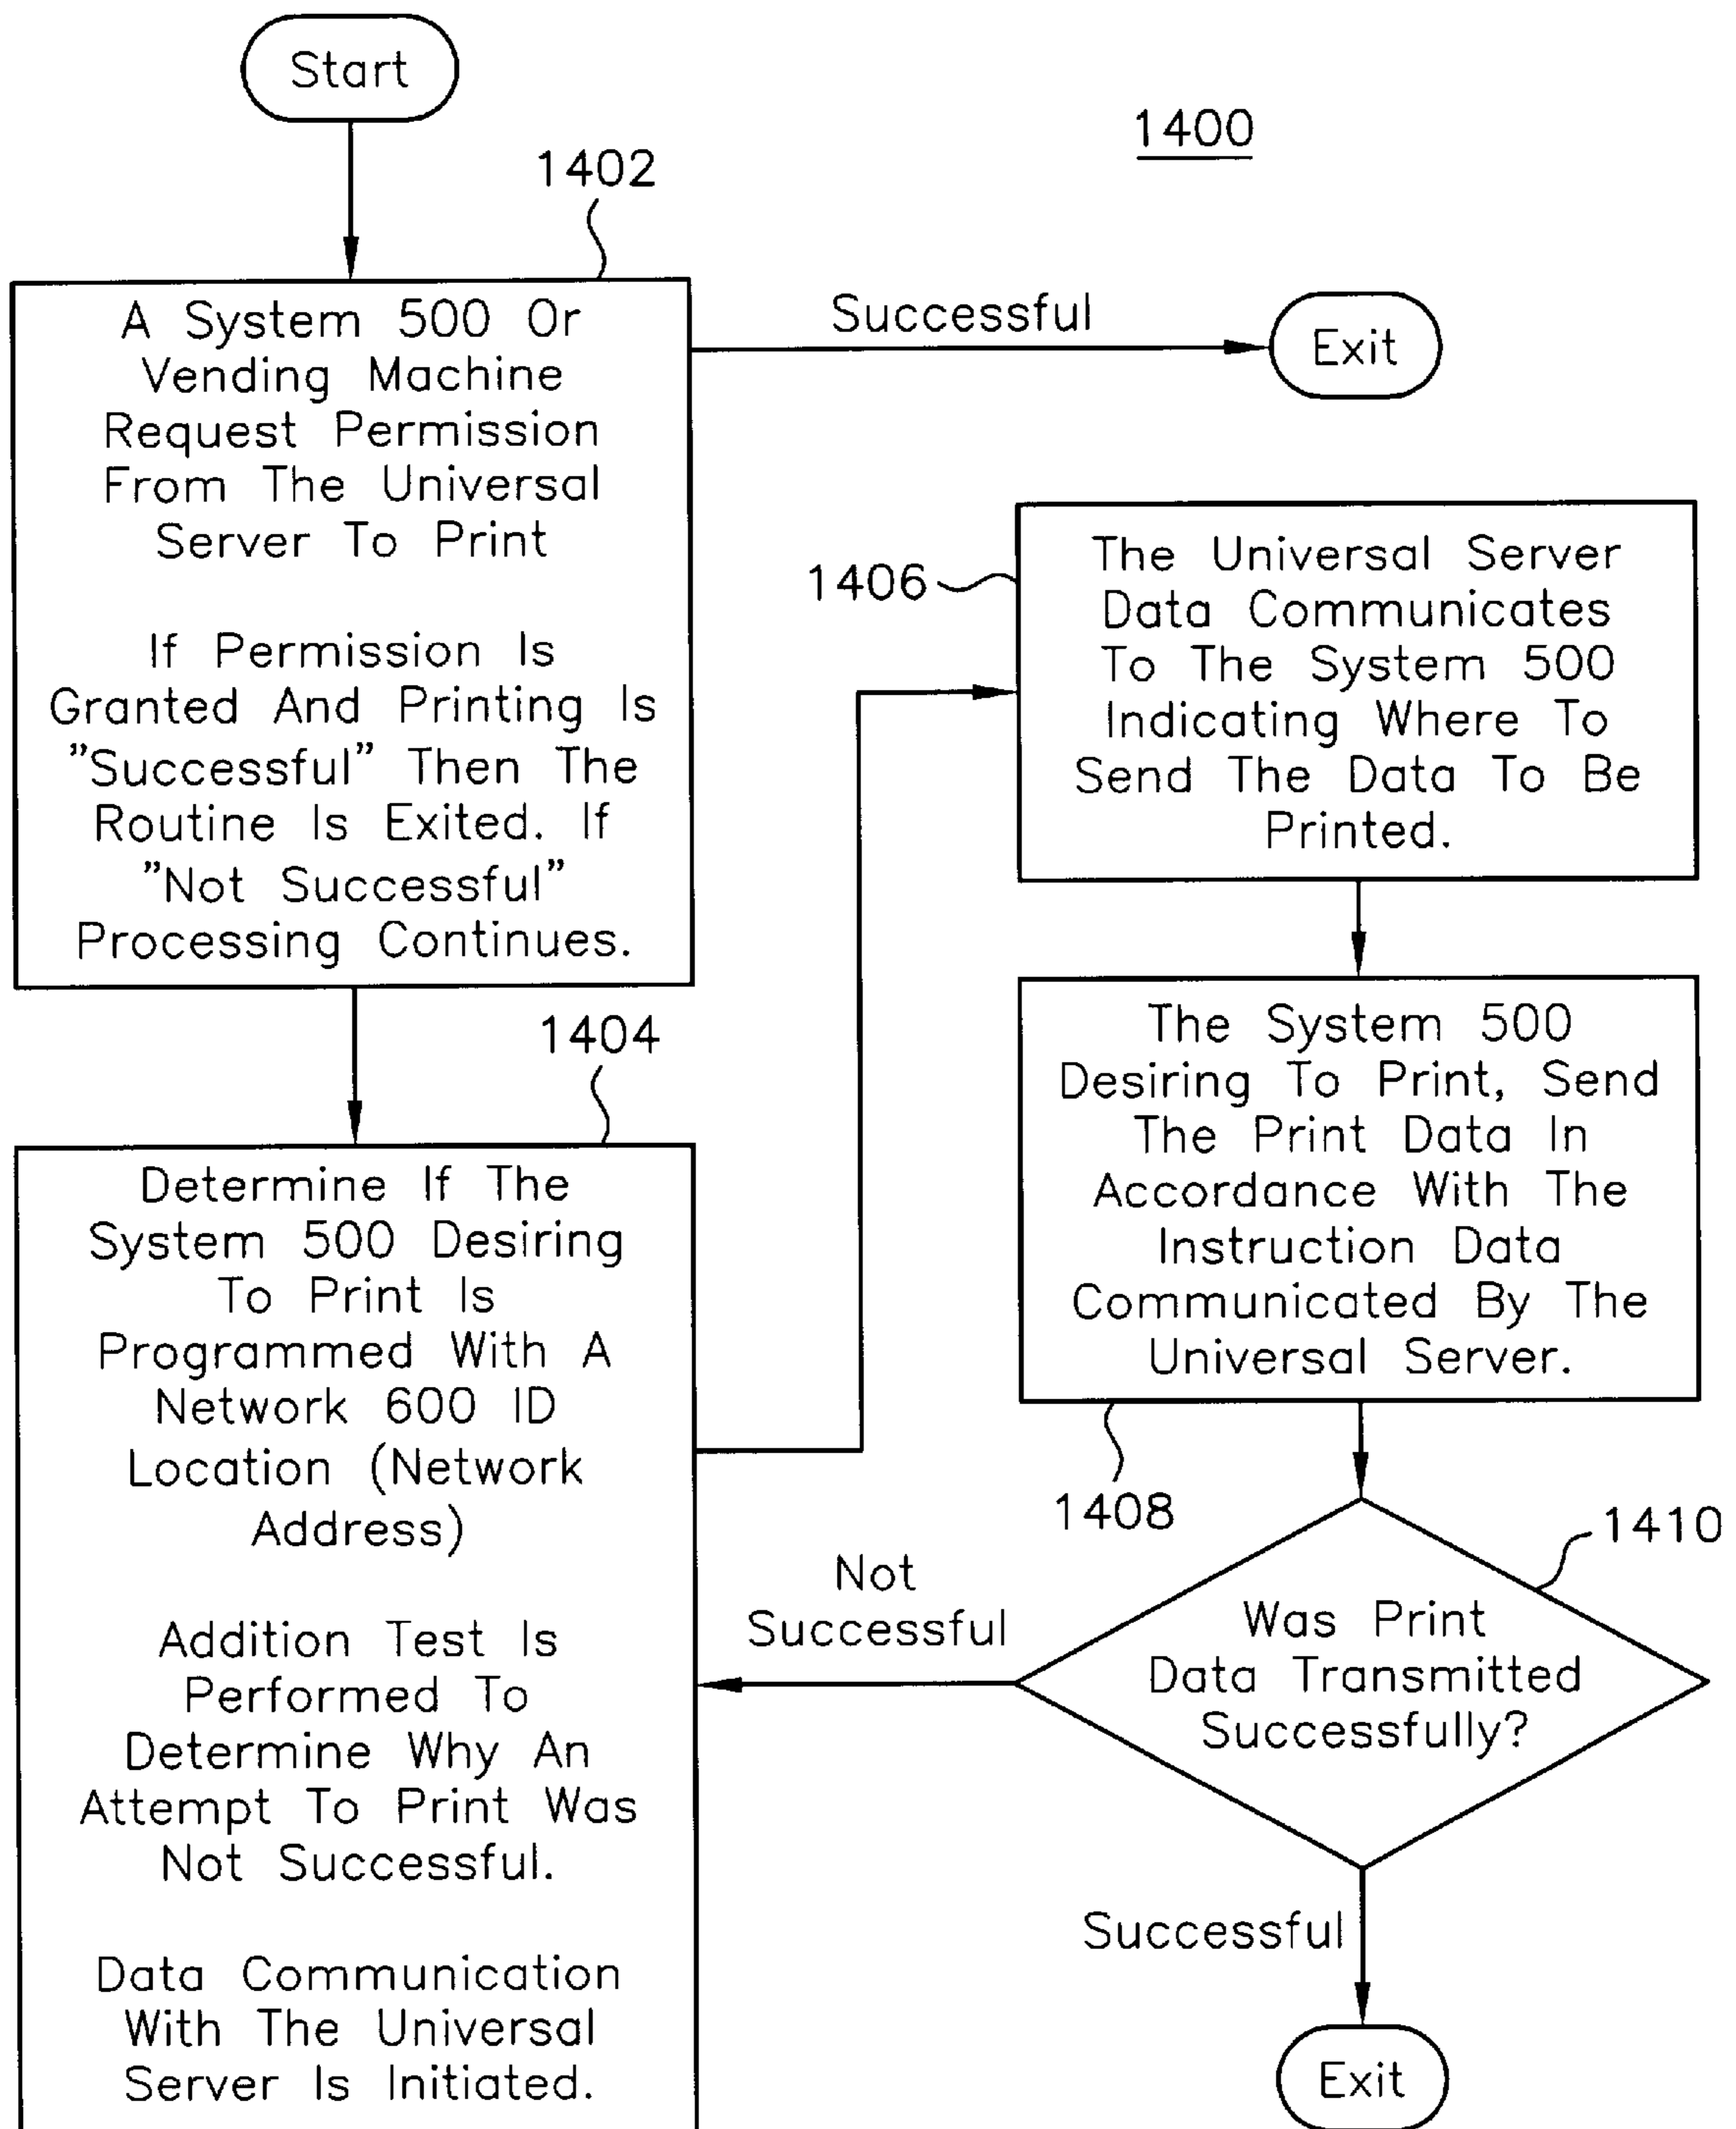 Start
1400
1402
A System 500 Or
Vending Machine
Request Permission
From The Universal
Server To Print
If Permission Is
Granted And Printing Is
"Successful" Then The
Routine Is Exited. If
"Not Successful"
Processing Continues.
Successful
Exit
1404
Determine If The
System 500 Desiring
To Print Is
Programmed With A
Network 600 ID
Location (Network
Address)
Addition Test Is
Performed To
Determine Why An
Attempt To Print Was
Not Successful.
Data Communication
With The Universal
Server Is Initiated.
1406
The Universal Server
Data Communicates
To The System 500
Indicating Where To
Send The Data To Be
Printed.
The System 500
Desiring To Print, Send
The Print Data In
Accordance With The
Instruction Data
Communicated By The
Universal Server.
1408
1410
Was Print
Data Transmitted
Successfully?
Not
Successful
Successful
Exit